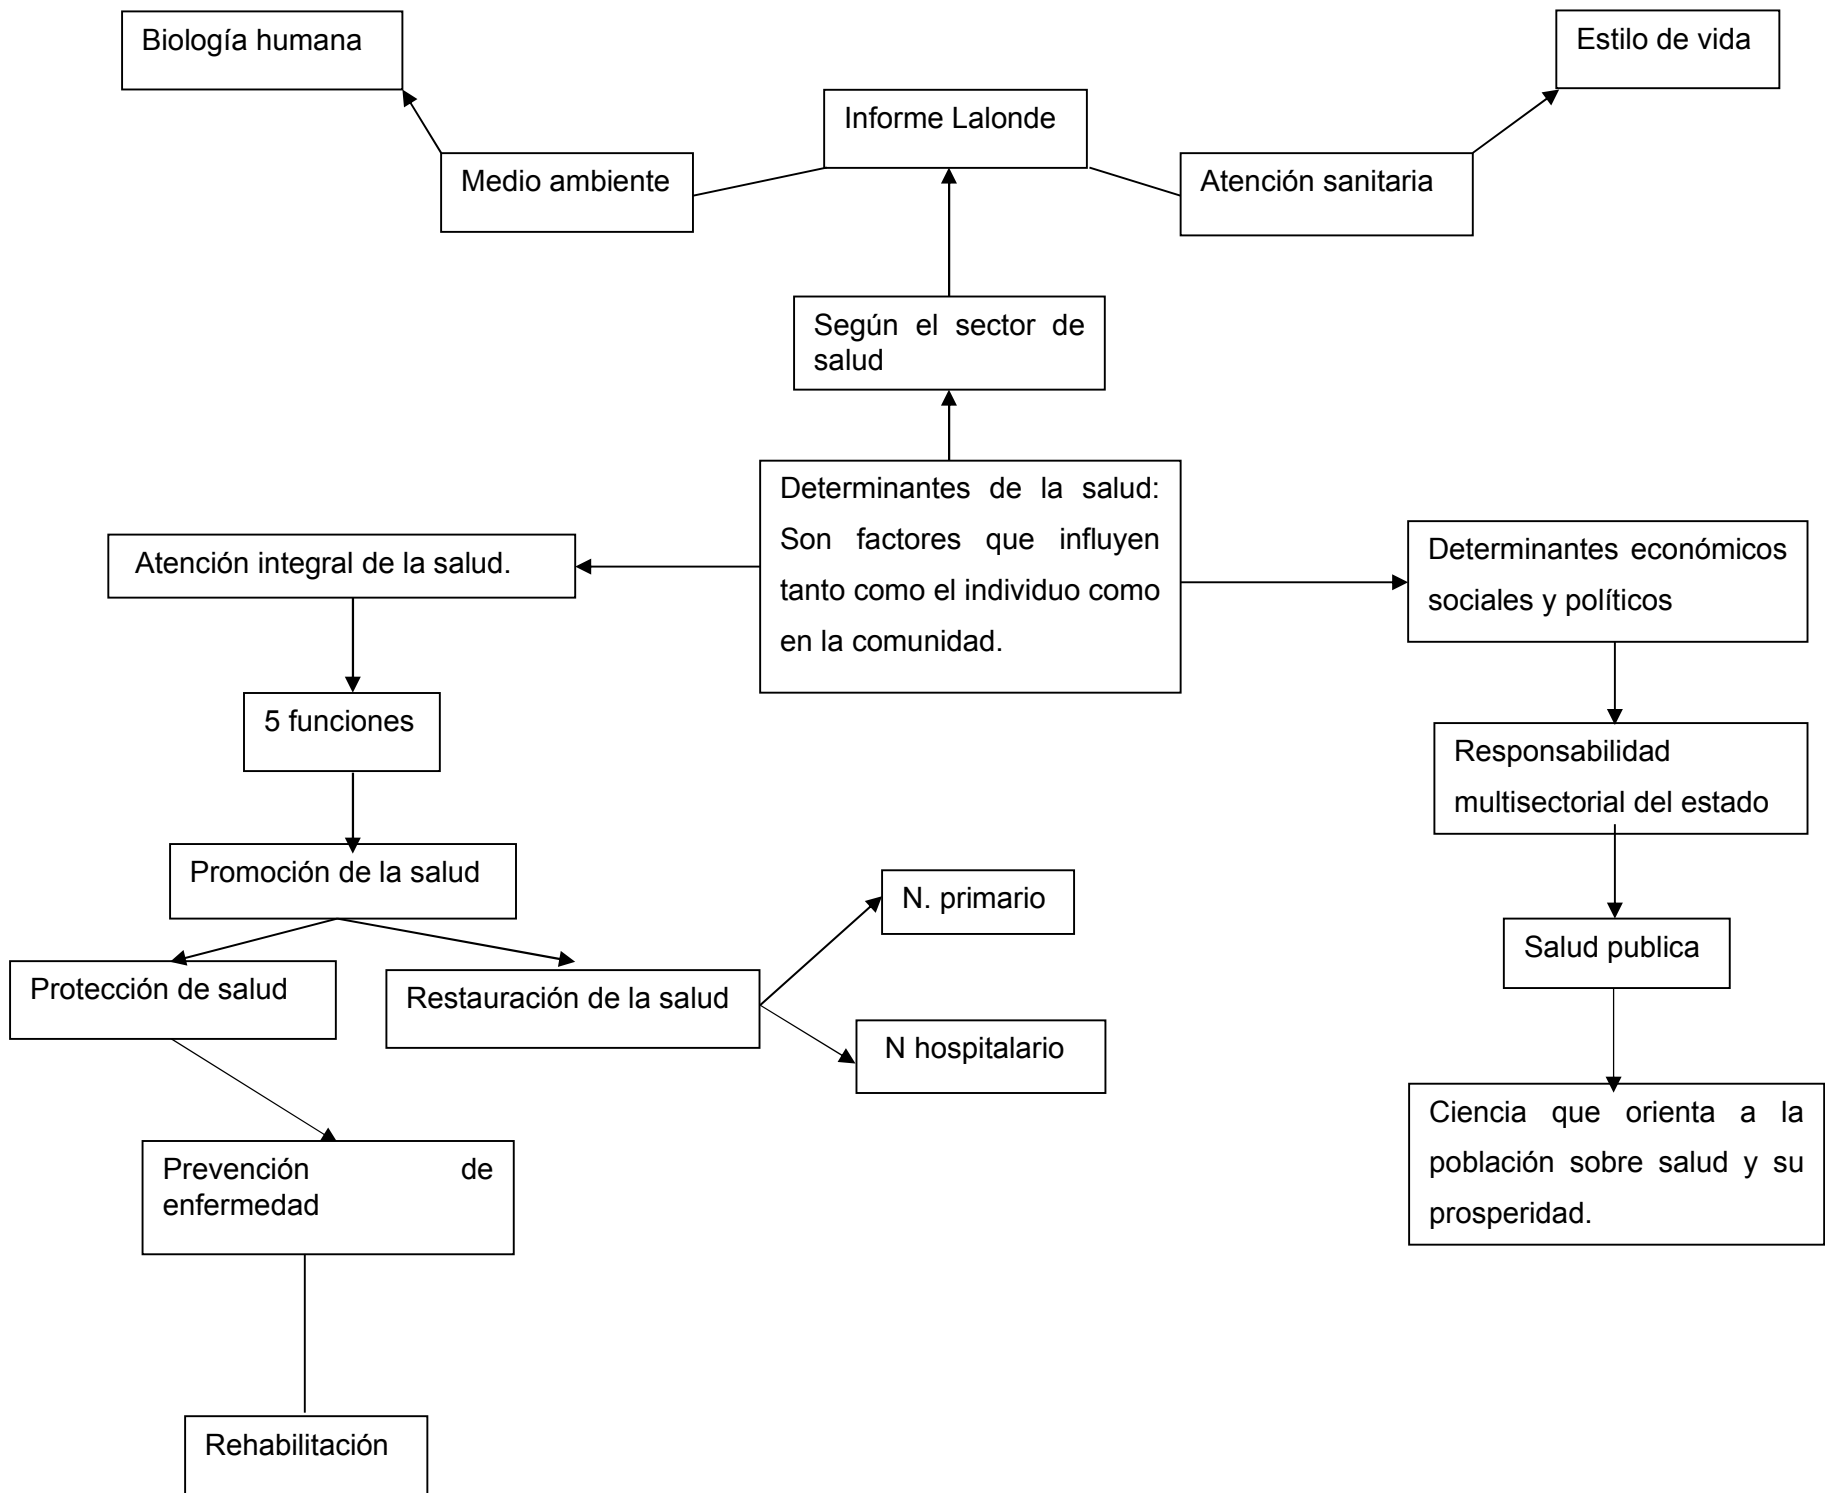 Biología humana
Estilo de vida
Informe Lalonde
Medio ambiente
Atención sanitaria
Según el sector de
salud
Determinantes de la salud:
Son factores que influyen
tanto como el individuo como
en la comunidad.
Atención integral de la salud.
Determinantes económicos
sociales y políticos
5 funciones
Responsabilidad
multisectorial del estado
Promoción de la salud
N. primario
Salud publica
Protección de salud
Restauración de la salud
N hospitalario
Ciencia que orienta a la
población sobre salud y su
prosperidad.
Prevención de
enfermedad
Rehabilitación